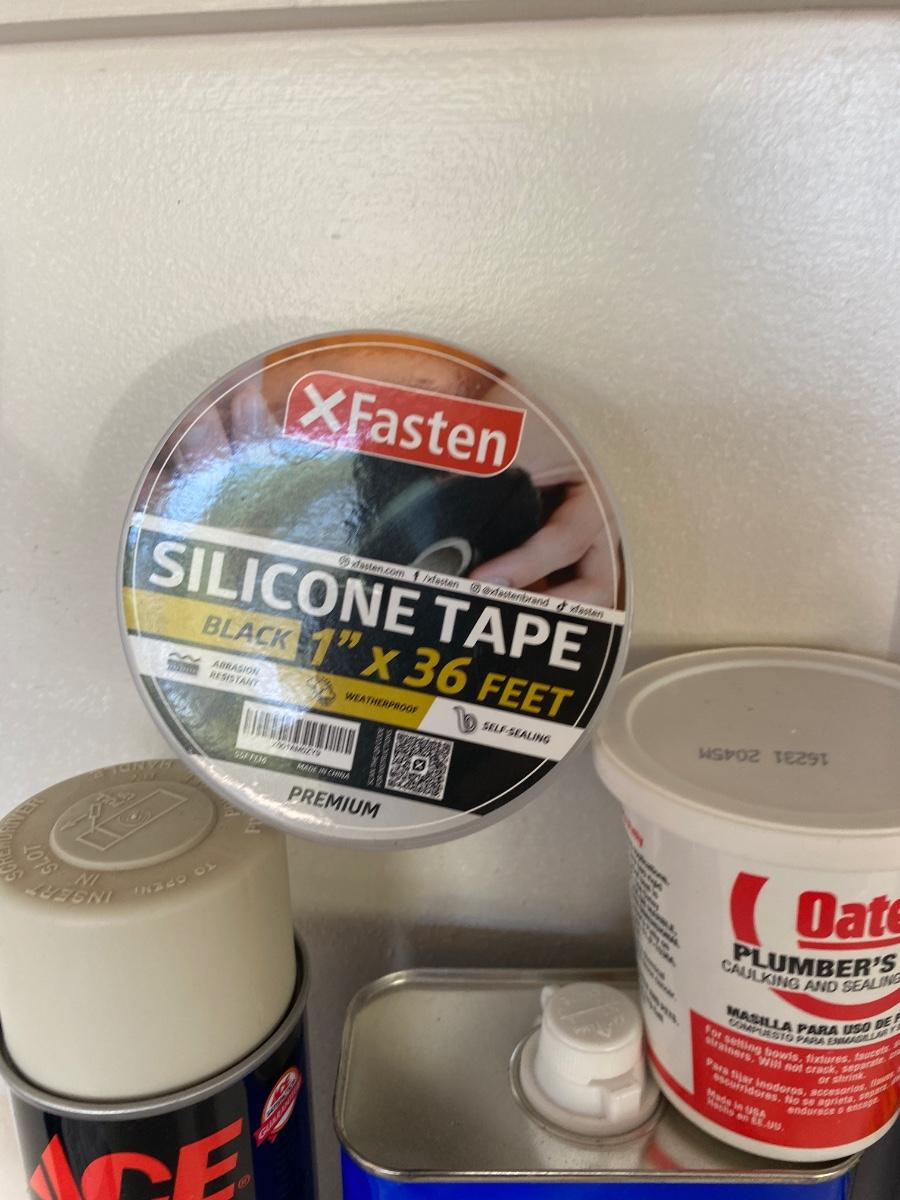 XFasten
xfasten.com /xfasten @xfastenbrand xfasten
SILICONE TAPE
BLACK 1” x 36 FEET
ABRASION
RESISTANT
WEATHERPROOF
SELF-SEALING
MADE IN CHINA
PREMIUM
16231 2045M
Oate
PLUMBER'S
CAULKING AND SEALING
MASILLA PARA USO DE
COMPUESTO PARA ENMASILLAR Y
For setting bowls, fixtures, faucets,
strainers. Will not crack, separate,
or shrink.
Para fijar inodoros, accesorios,
escurridores. No se agrieta, separa,
endurece o encoge.
Made in USA
Hecho en EE.UU.
INSERT
SCREWDRIVER
IN SLOT
TO OPEN:
ACE®